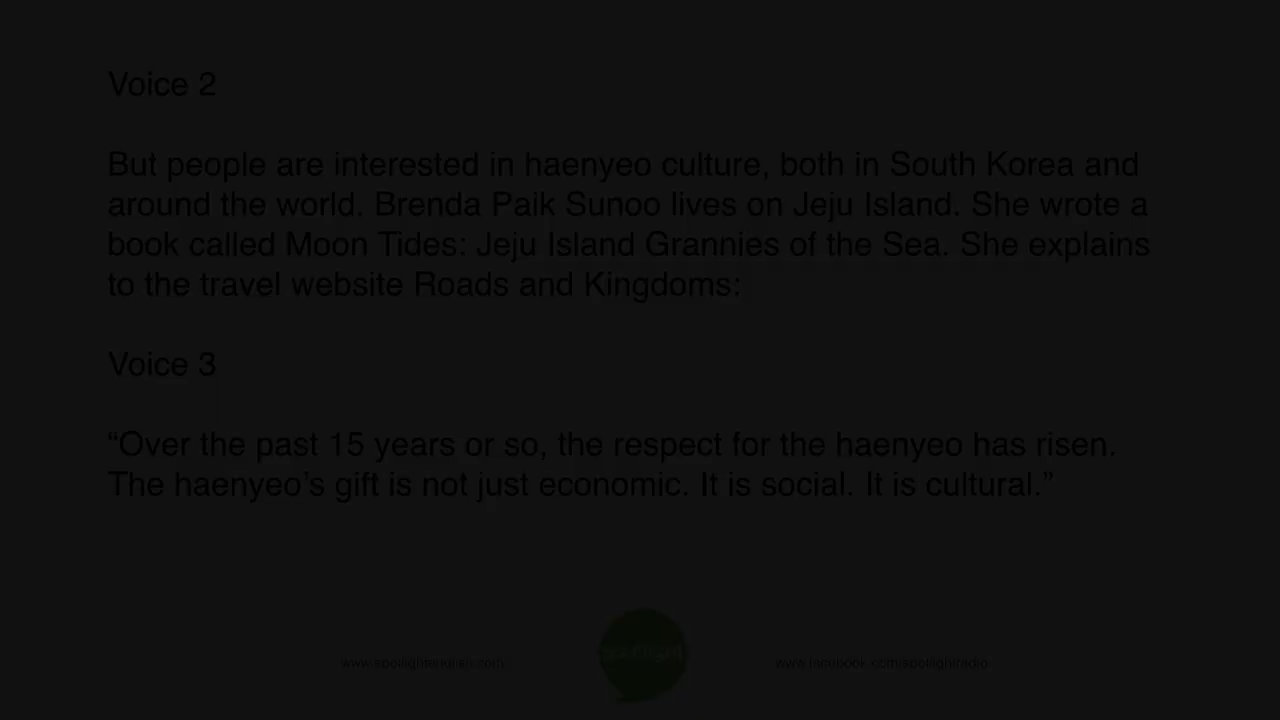 Voice 2
But people are interested in haenyeo culture, both in South Korea and
around the world. Brenda Paik Sunoo lives on Jeju Island. She wrote a
book called Moon Tides: Jeju Island Grannies of the Sea. She explains
to the travel website Roads and Kingdoms:
Voice 3
“Over the past 15 years or so, the respect for the haenyeo has risen.
The haenyeo’s gift is not just economic. It is social. It is cultural.”